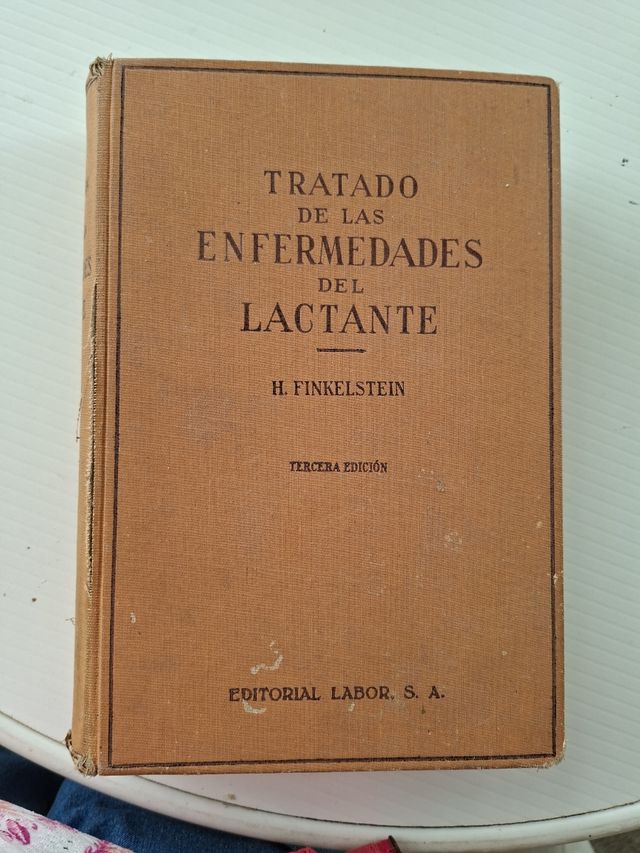 TRATADO
DE LAS
ENFERMEDADES
DEL
LACTANTE
H. FINKELSTEIN
TERCERA EDICIÓN
EDITORIAL LABOR, S. A.